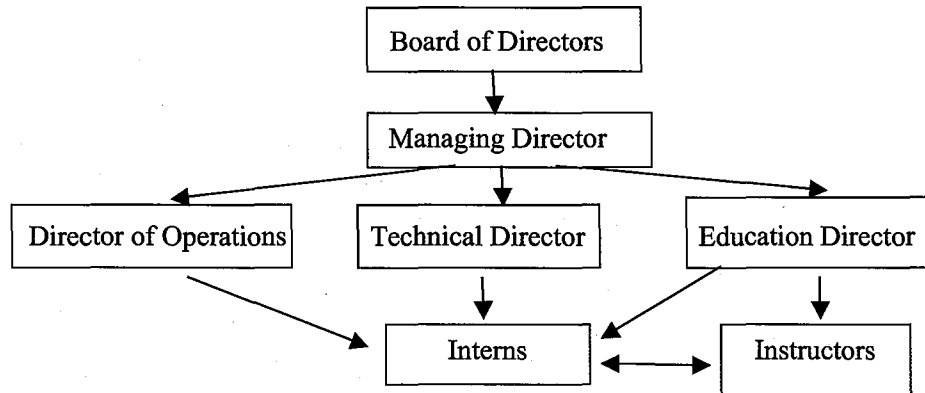 Board of Directors
Managing Director
Director of Operations
Technical Director
Education Director
Interns
Instructors